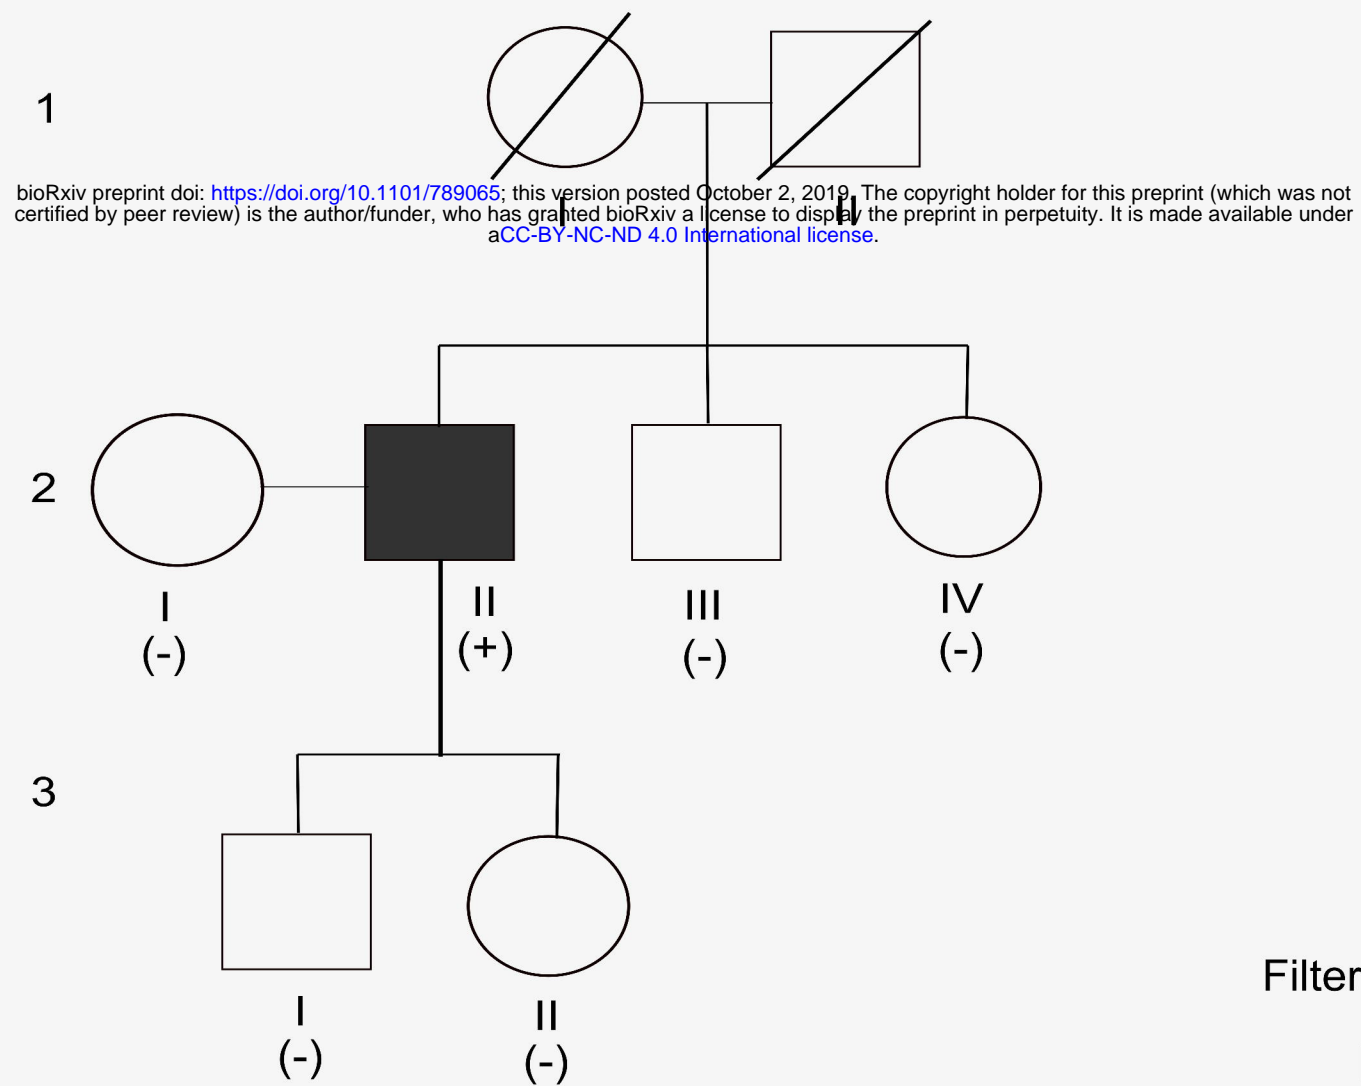 1
bioRxiv preprint doi: https://doi.org/10.1101/789065; this version posted October 2, 2019. The copyright holder for this preprint (which was not
certified by peer review) is the author/funder, who has granted bioRxiv a license to display the preprint in perpetuity. It is made available under
aCC-BY-NC-ND 4.0 International license.
I II
2
I II III IV
(-) (+) (-) (-)
3
Filter
I II
(-) (-)